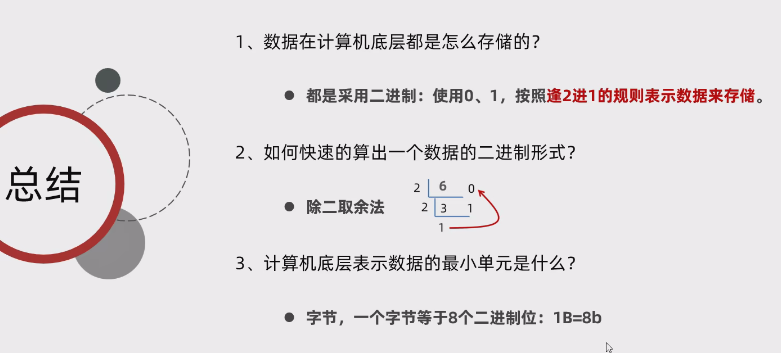 总结
1、数据在计算机底层都是怎么存储的？
都是采用二进制：使用0、1，按照逢2进1的规则表示数据来存储。
2、如何快速的算出一个数据的二进制形式？
除二取余法
2 6 0
2 3 1
1
3、计算机底层表示数据的最小单元是什么？
字节，一个字节等于8个二进制位：1B=8b